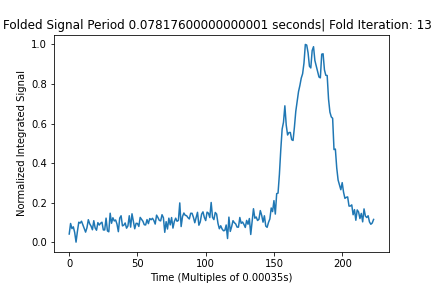 Folded Signal Period 0.07817600000000001 seconds| Fold Iteration: 13
1.0
0.8
0.6
0.4
0.2
0.0
Normalized Integrated Signal
0 50 100 150 200
Time (Multiples of 0.00035s)